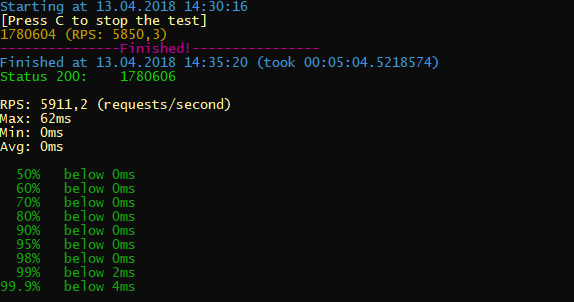 Starting at 13.04.2018 14:30:16
[Press C to stop the test]
1780604 (RPS: 5850,3)
---------------Finished!----------------
Finished at 13.04.2018 14:35:20 (took 00:05:04.5218574)
Status 200: 1780606
RPS: 5911,2 (requests/second)
Max: 62ms
Min: 0ms
Avg: 0ms
50% below 0ms
60% below 0ms
70% below 0ms
80% below 0ms
90% below 0ms
95% below 0ms
98% below 0ms
99% below 2ms
99.9% below 4ms